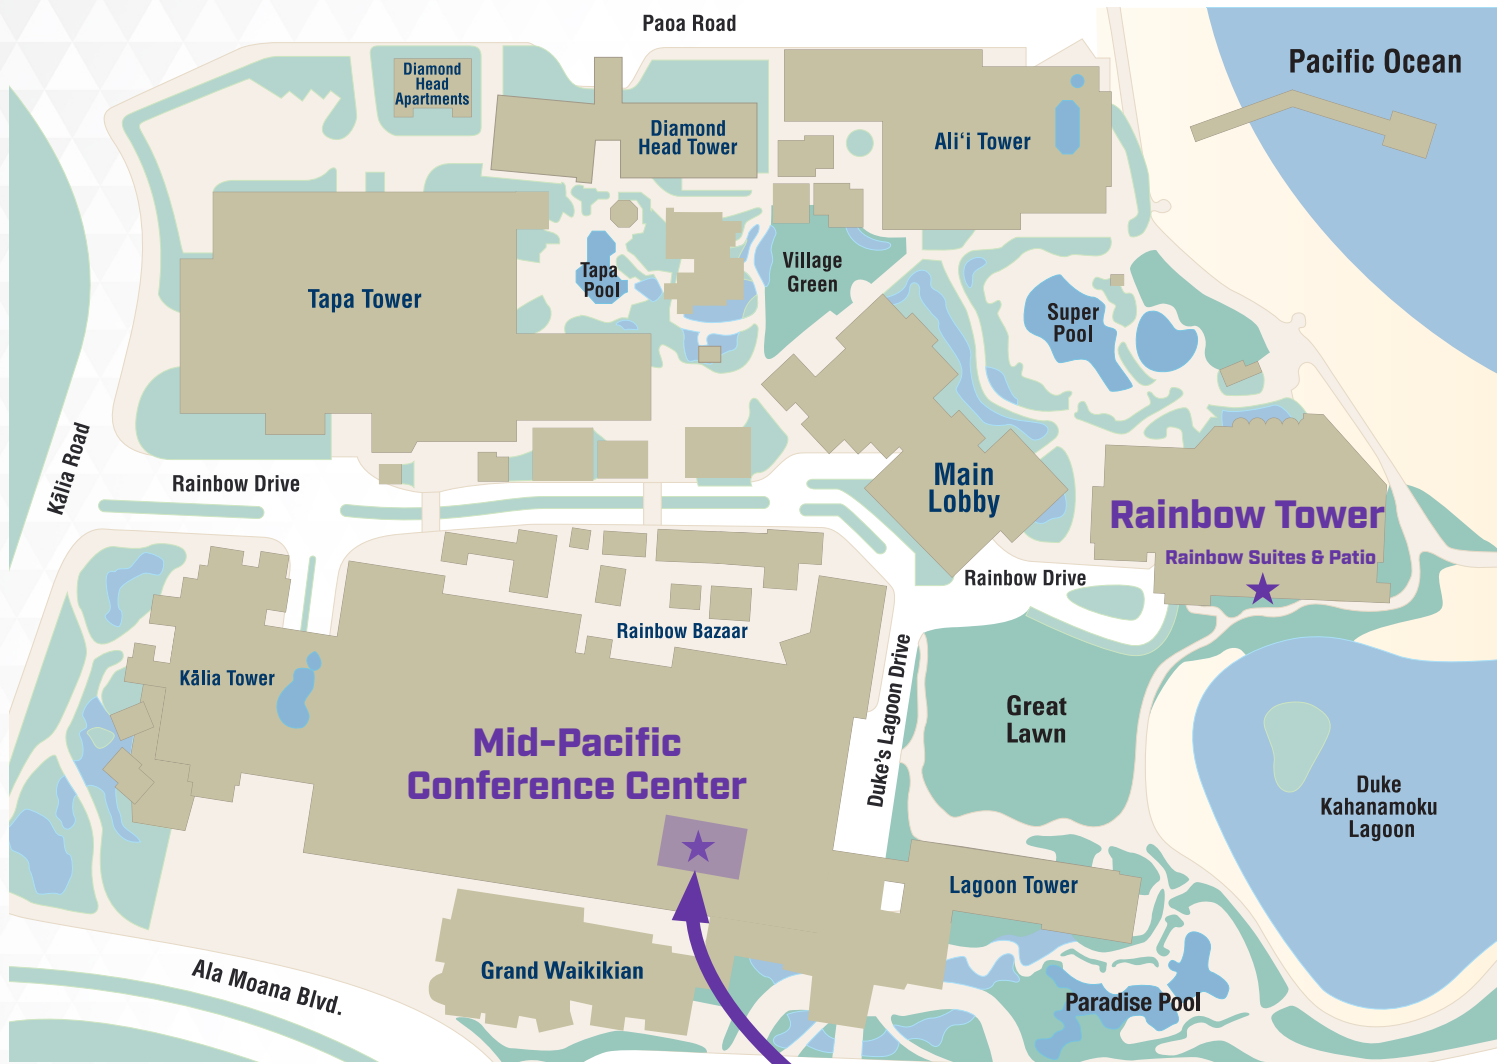 Paoa Road
Pacific Ocean
Diamond
Head
Apartments
Diamond
Head Tower
Ali‘i Tower
Village
Green
Tapa
Pool
Tapa Tower
Super
Pool
Kālia Road
Rainbow Drive
Main
Lobby
Rainbow Tower
Rainbow Suites & Patio
Rainbow Drive
Rainbow Bazaar
Kālia Tower
Duke's Lagoon Drive
Great
Lawn
Mid-Pacific
Conference Center
Duke
Kahanamoku
Lagoon
Lagoon Tower
Grand Waikikian
Ala Moana Blvd.
Paradise Pool